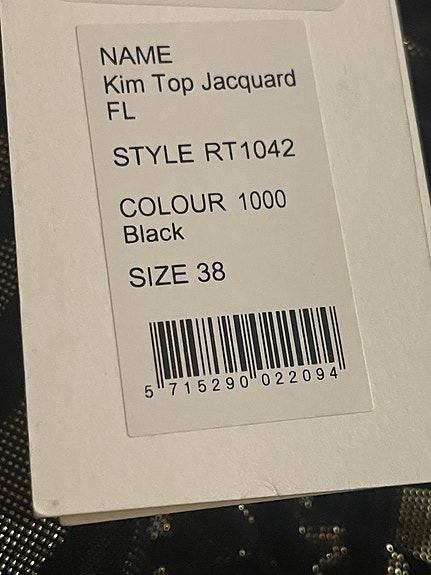 NAME
Kim Top Jacquard
FL
STYLE RT1042
COLOUR 1000
Black
SIZE 38
5 715290 022094